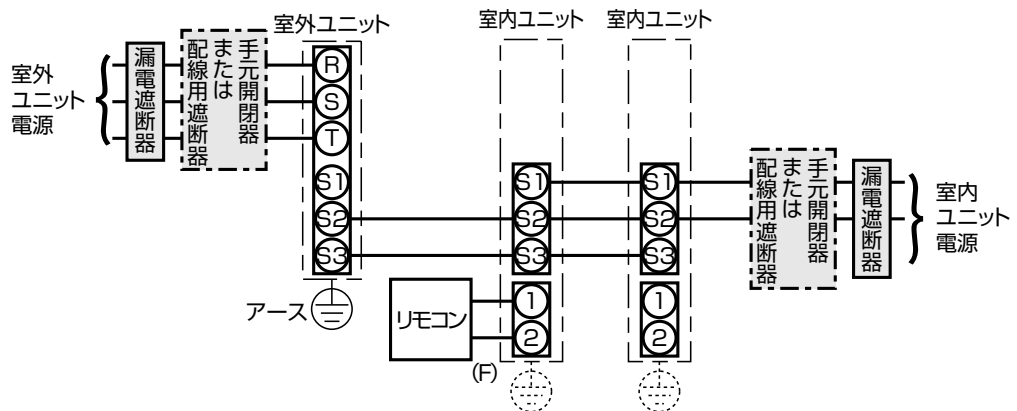 室外ユニット
室内ユニット
室内ユニット
室外
ユニット
電源
漏電遮断器
手元開閉器
または
配線用遮断器
R
S
T
S1
S2
S3
アース
リモコン
(F)
S1
S2
S3
1
2
S1
S2
S3
1
2
手元開閉器
または
配線用遮断器
漏電遮断器
室内
ユニット
電源